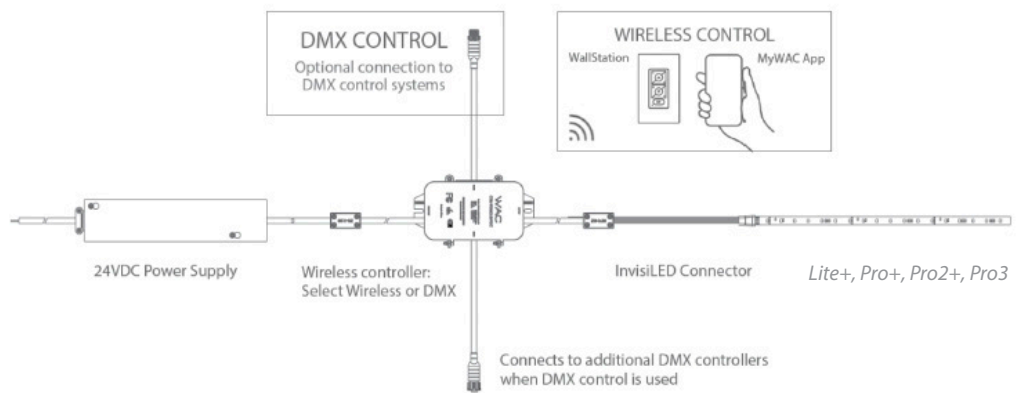 DMX CONTROL
Optional connection to
DMX control systems
WIRELESS CONTROL
WallStation
MyWAC App
WAC
24VDC Power Supply
Wireless controller:
Select Wireless or DMX
InvisiLED Connector
Lite+, Pro+, Pro2+, Pro3
Connects to additional DMX controllers
when DMX control is used